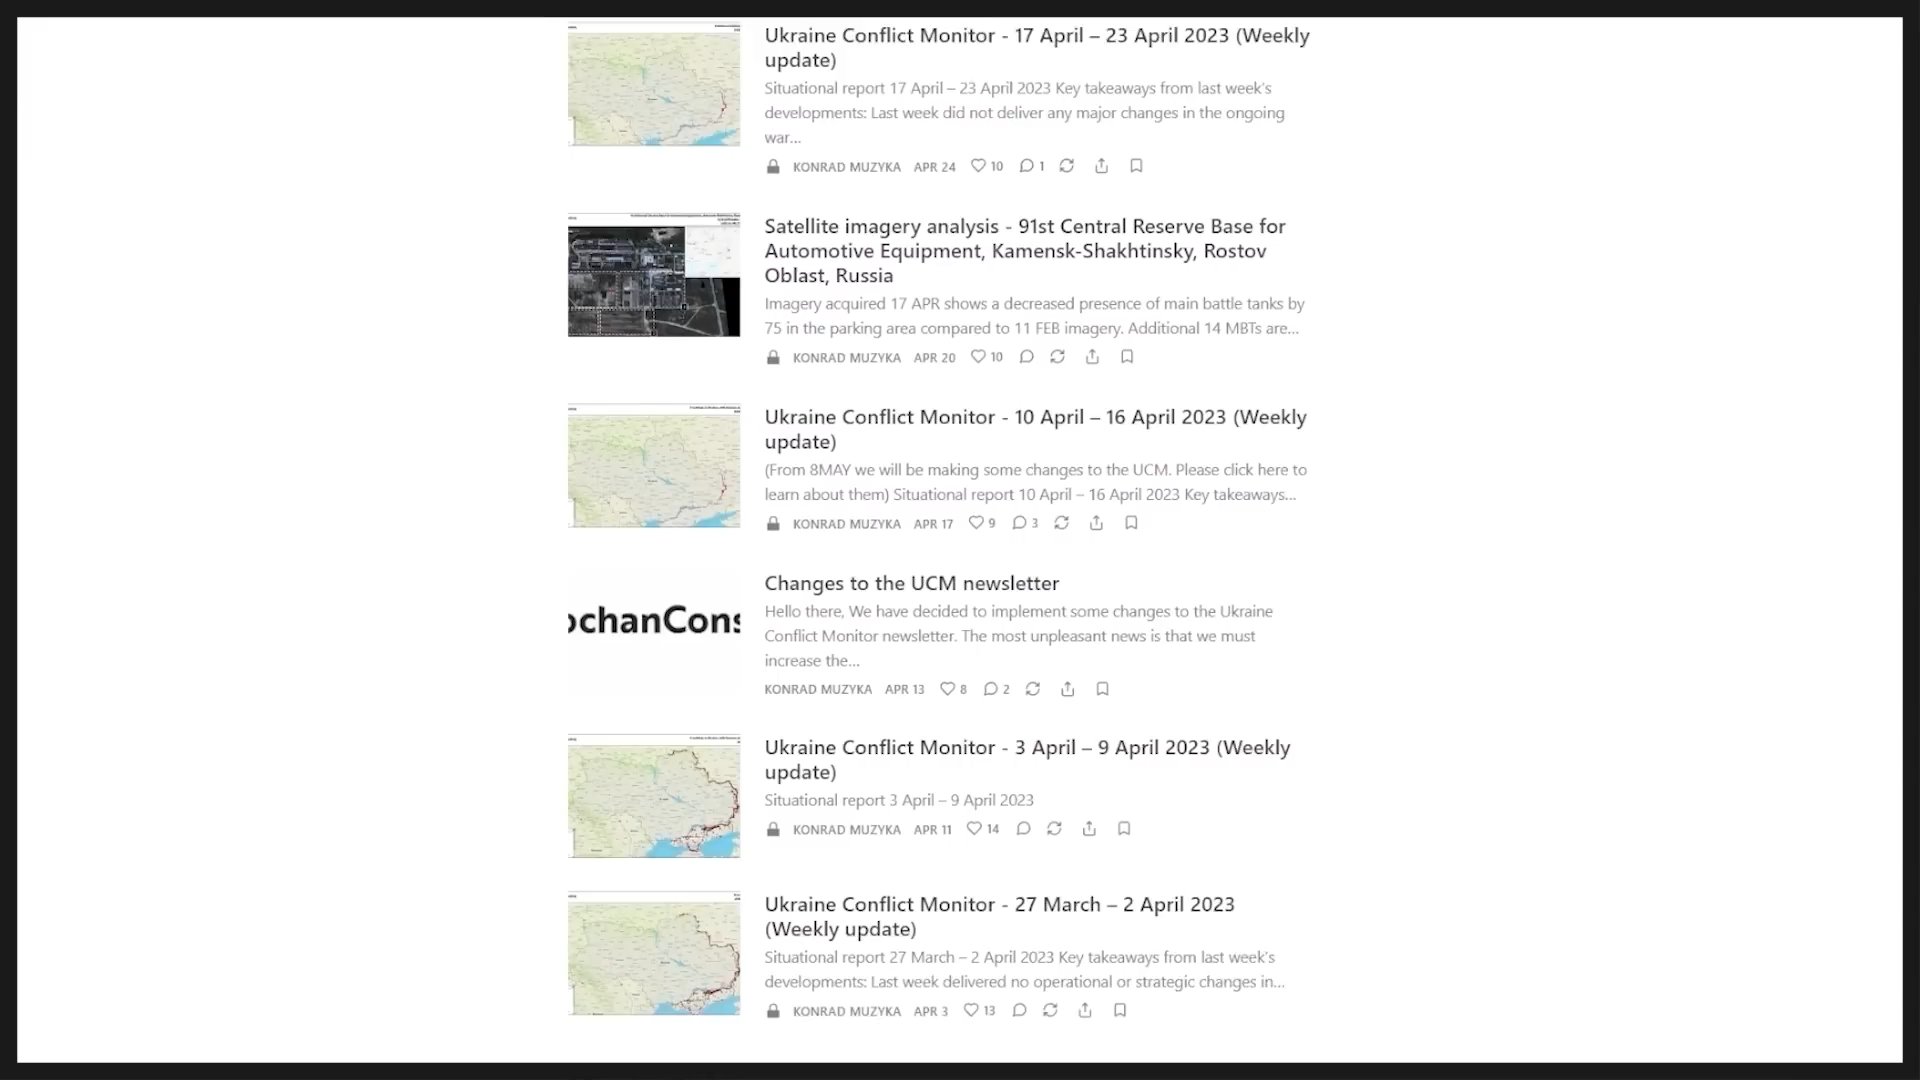 Ukraine Conflict Monitor - 17 April – 23 April 2023 (Weekly
update)
Situational report 17 April – 23 April 2023 Key takeaways from last week's
developments: Last week did not deliver any major changes in the ongoing
war...
KONRAD MUZYKA APR 24 10 1
Satellite imagery analysis - 91st Central Reserve Base for
Automotive Equipment, Kamensk-Shakhtinsky, Rostov
Oblast, Russia
Imagery acquired 17 APR shows a decreased presence of main battle tanks by
75 in the parking area compared to 11 FEB imagery. Additional 14 MBTs are...
KONRAD MUZYKA APR 20 10
Ukraine Conflict Monitor - 10 April – 16 April 2023 (Weekly
update)
(From 8MAY we will be making some changes to the UCM. Please click here to
learn about them) Situational report 10 April – 16 April 2023 Key takeaways...
KONRAD MUZYKA APR 17 9 3
ochanCons
Changes to the UCM newsletter
Hello there, We have decided to implement some changes to the Ukraine
Conflict Monitor newsletter. The most unpleasant news is that we must
increase the...
KONRAD MUZYKA APR 13 8 2
Ukraine Conflict Monitor - 3 April – 9 April 2023 (Weekly
update)
Situational report 3 April – 9 April 2023
KONRAD MUZYKA APR 11 14
Ukraine Conflict Monitor - 27 March – 2 April 2023
(Weekly update)
Situational report 27 March – 2 April 2023 Key takeaways from last week's
developments: Last week delivered no operational or strategic changes in...
KONRAD MUZYKA APR 3 13